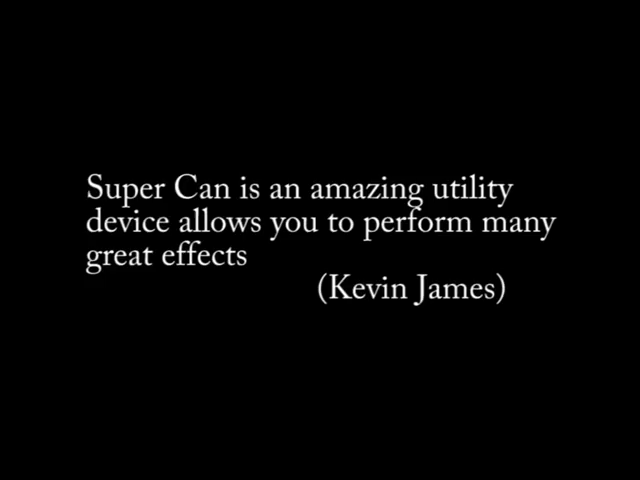 Super Can is an amazing utility
device allows you to perform many
great effects
(Kevin James)